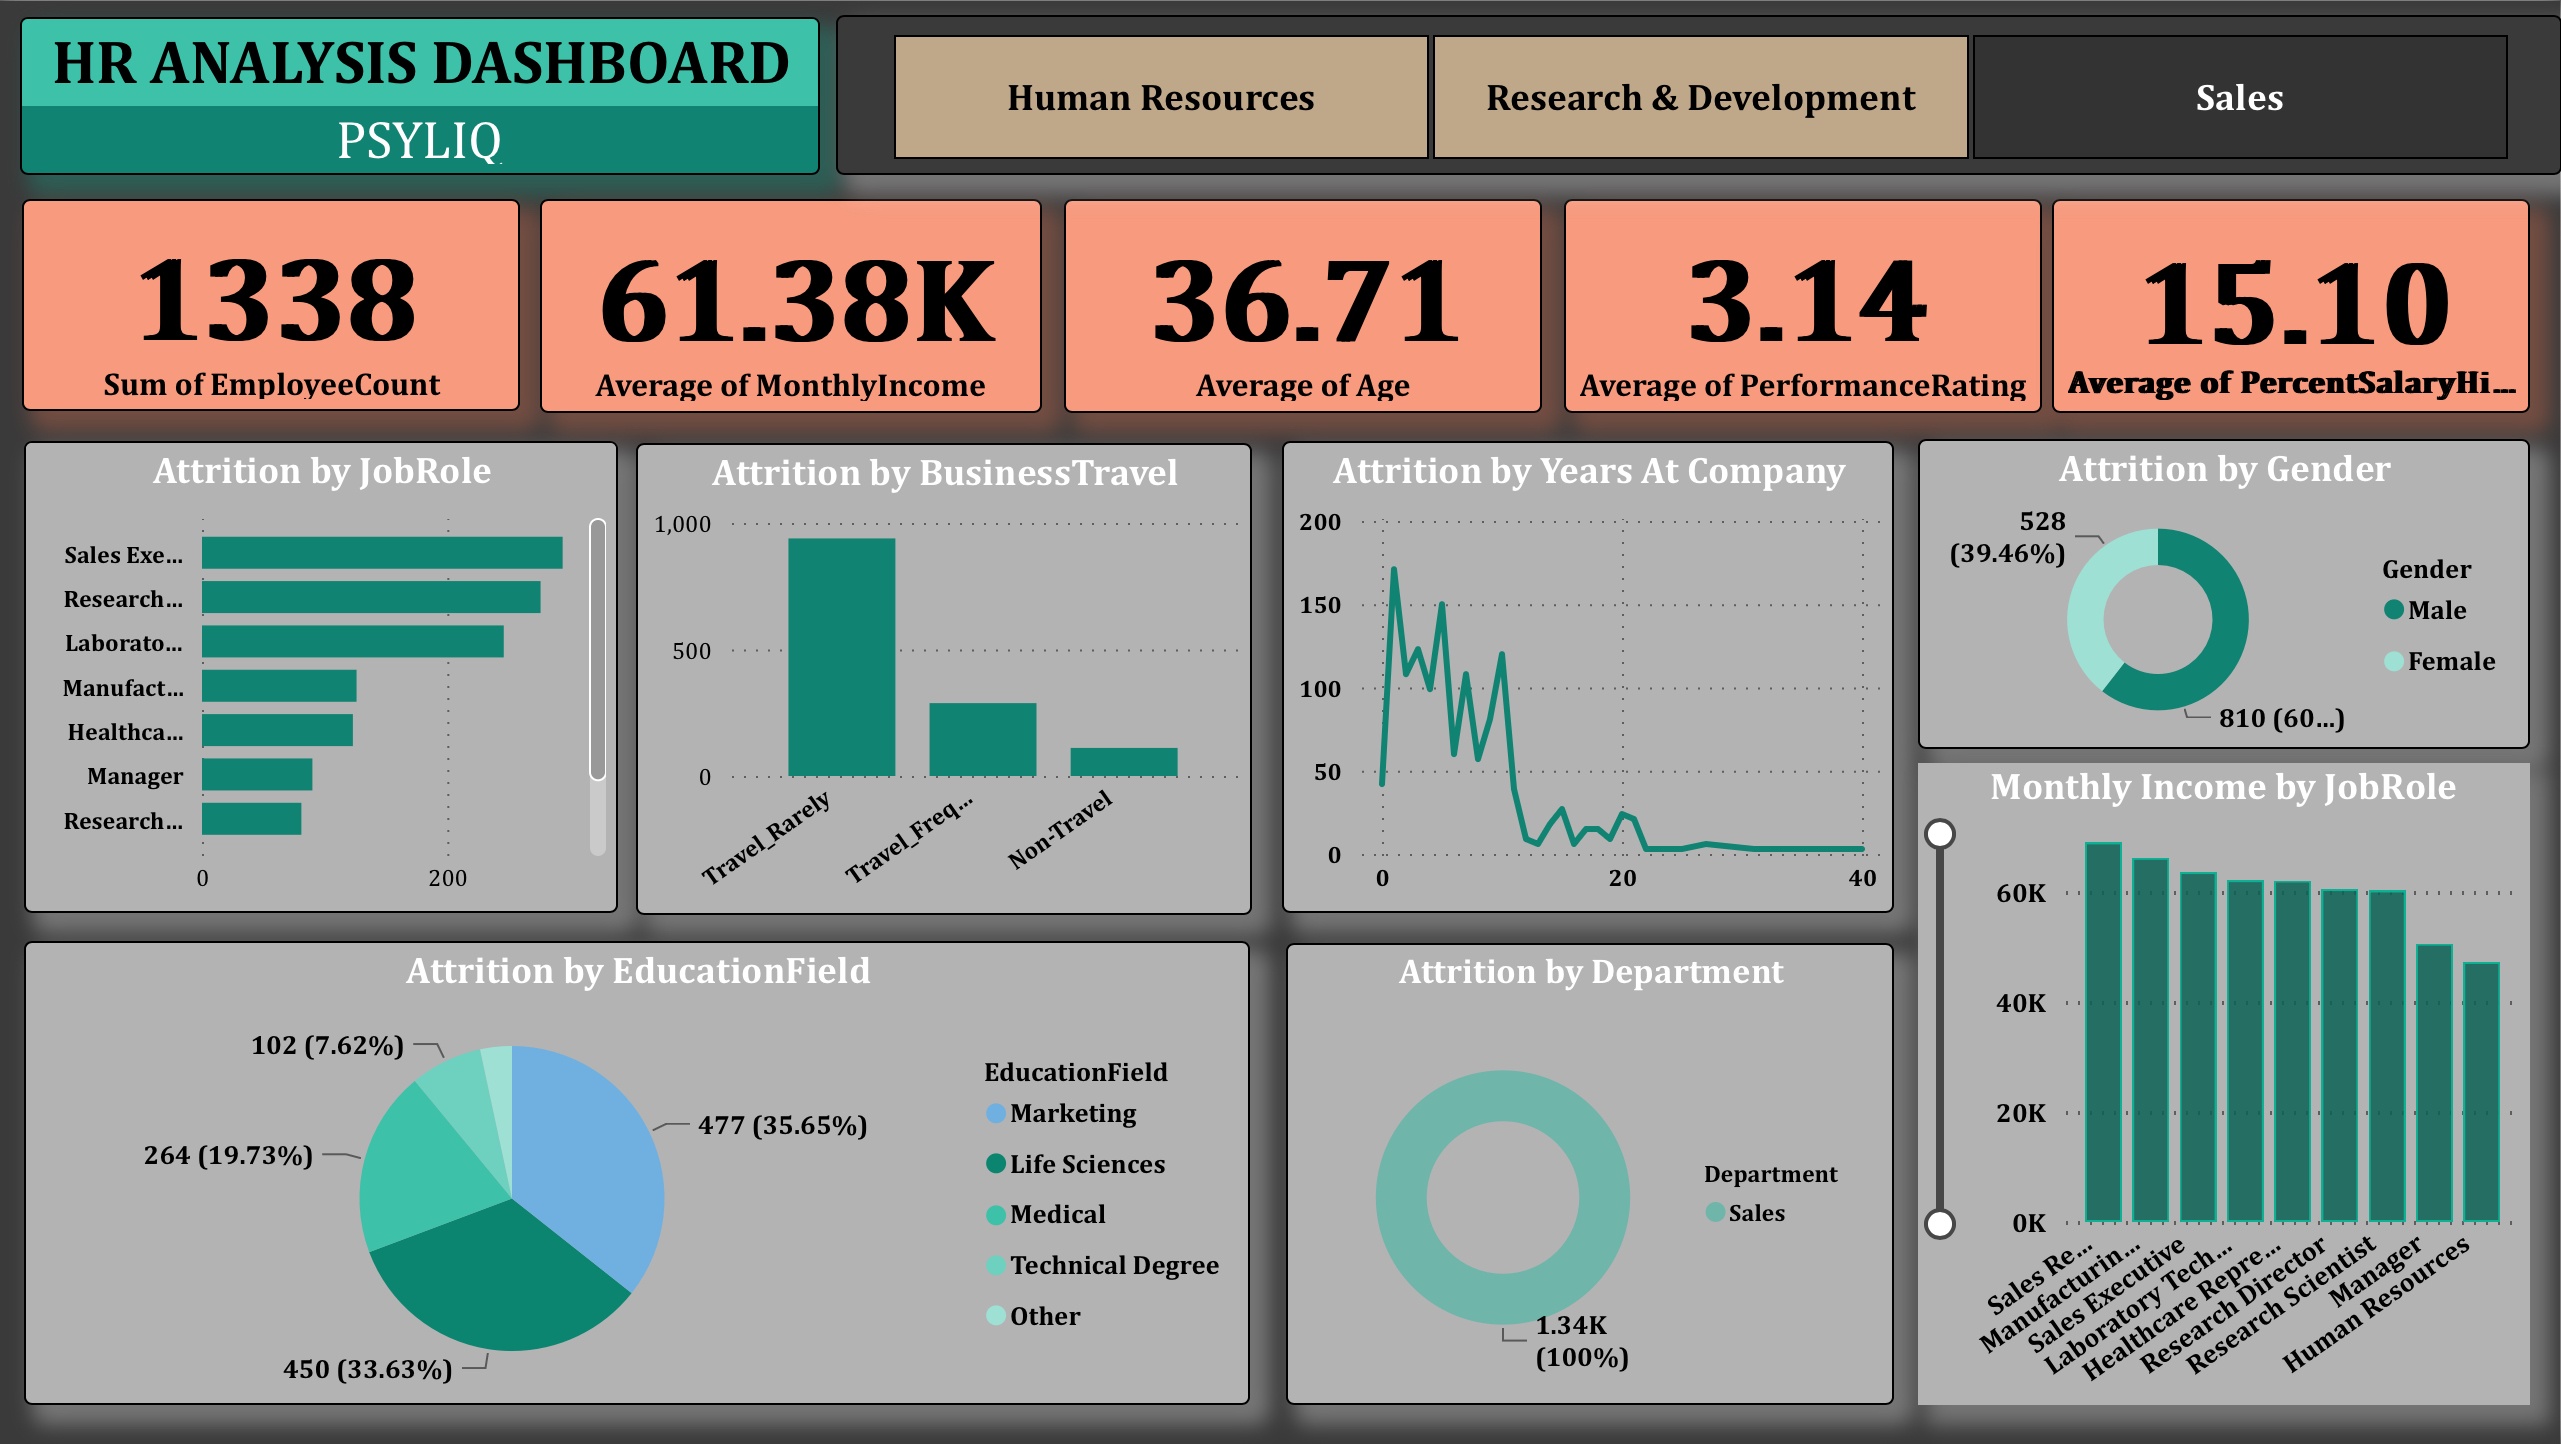 HR ANALYSIS DASHBOARD
PSYLIQ
Human Resources
Research & Development
Sales
1338
Sum of EmployeeCount
61.38K
Average of MonthlyIncome
36.71
Average of Age
3.14
Average of PerformanceRating
15.10
Average of PercentSalaryHi...
Attrition by JobRole
Sales Exe...
Research...
Laborato...
Manufact...
Healthca...
Manager
Research...
0
200
Attrition by BusinessTravel
1,000
500
0
Travel_Rarely
Travel_Freq...
Non-Travel
Attrition by Years At Company
200
150
100
50
0
0
20
40
Attrition by Gender
528
(39.46%)
810 (60...)
Gender
Male
Female
Monthly Income by JobRole
60K
40K
20K
0K
Sales Re...
Manufacturin...
Sales Executive
Laboratory Tech...
Healthcare Repre...
Research Director
Research Scientist
Manager
Human Resources
Attrition by EducationField
102 (7.62%)
264 (19.73%)
477 (35.65%)
450 (33.63%)
EducationField
Marketing
Life Sciences
Medical
Technical Degree
Other
Attrition by Department
1.34K
(100%)
Department
Sales